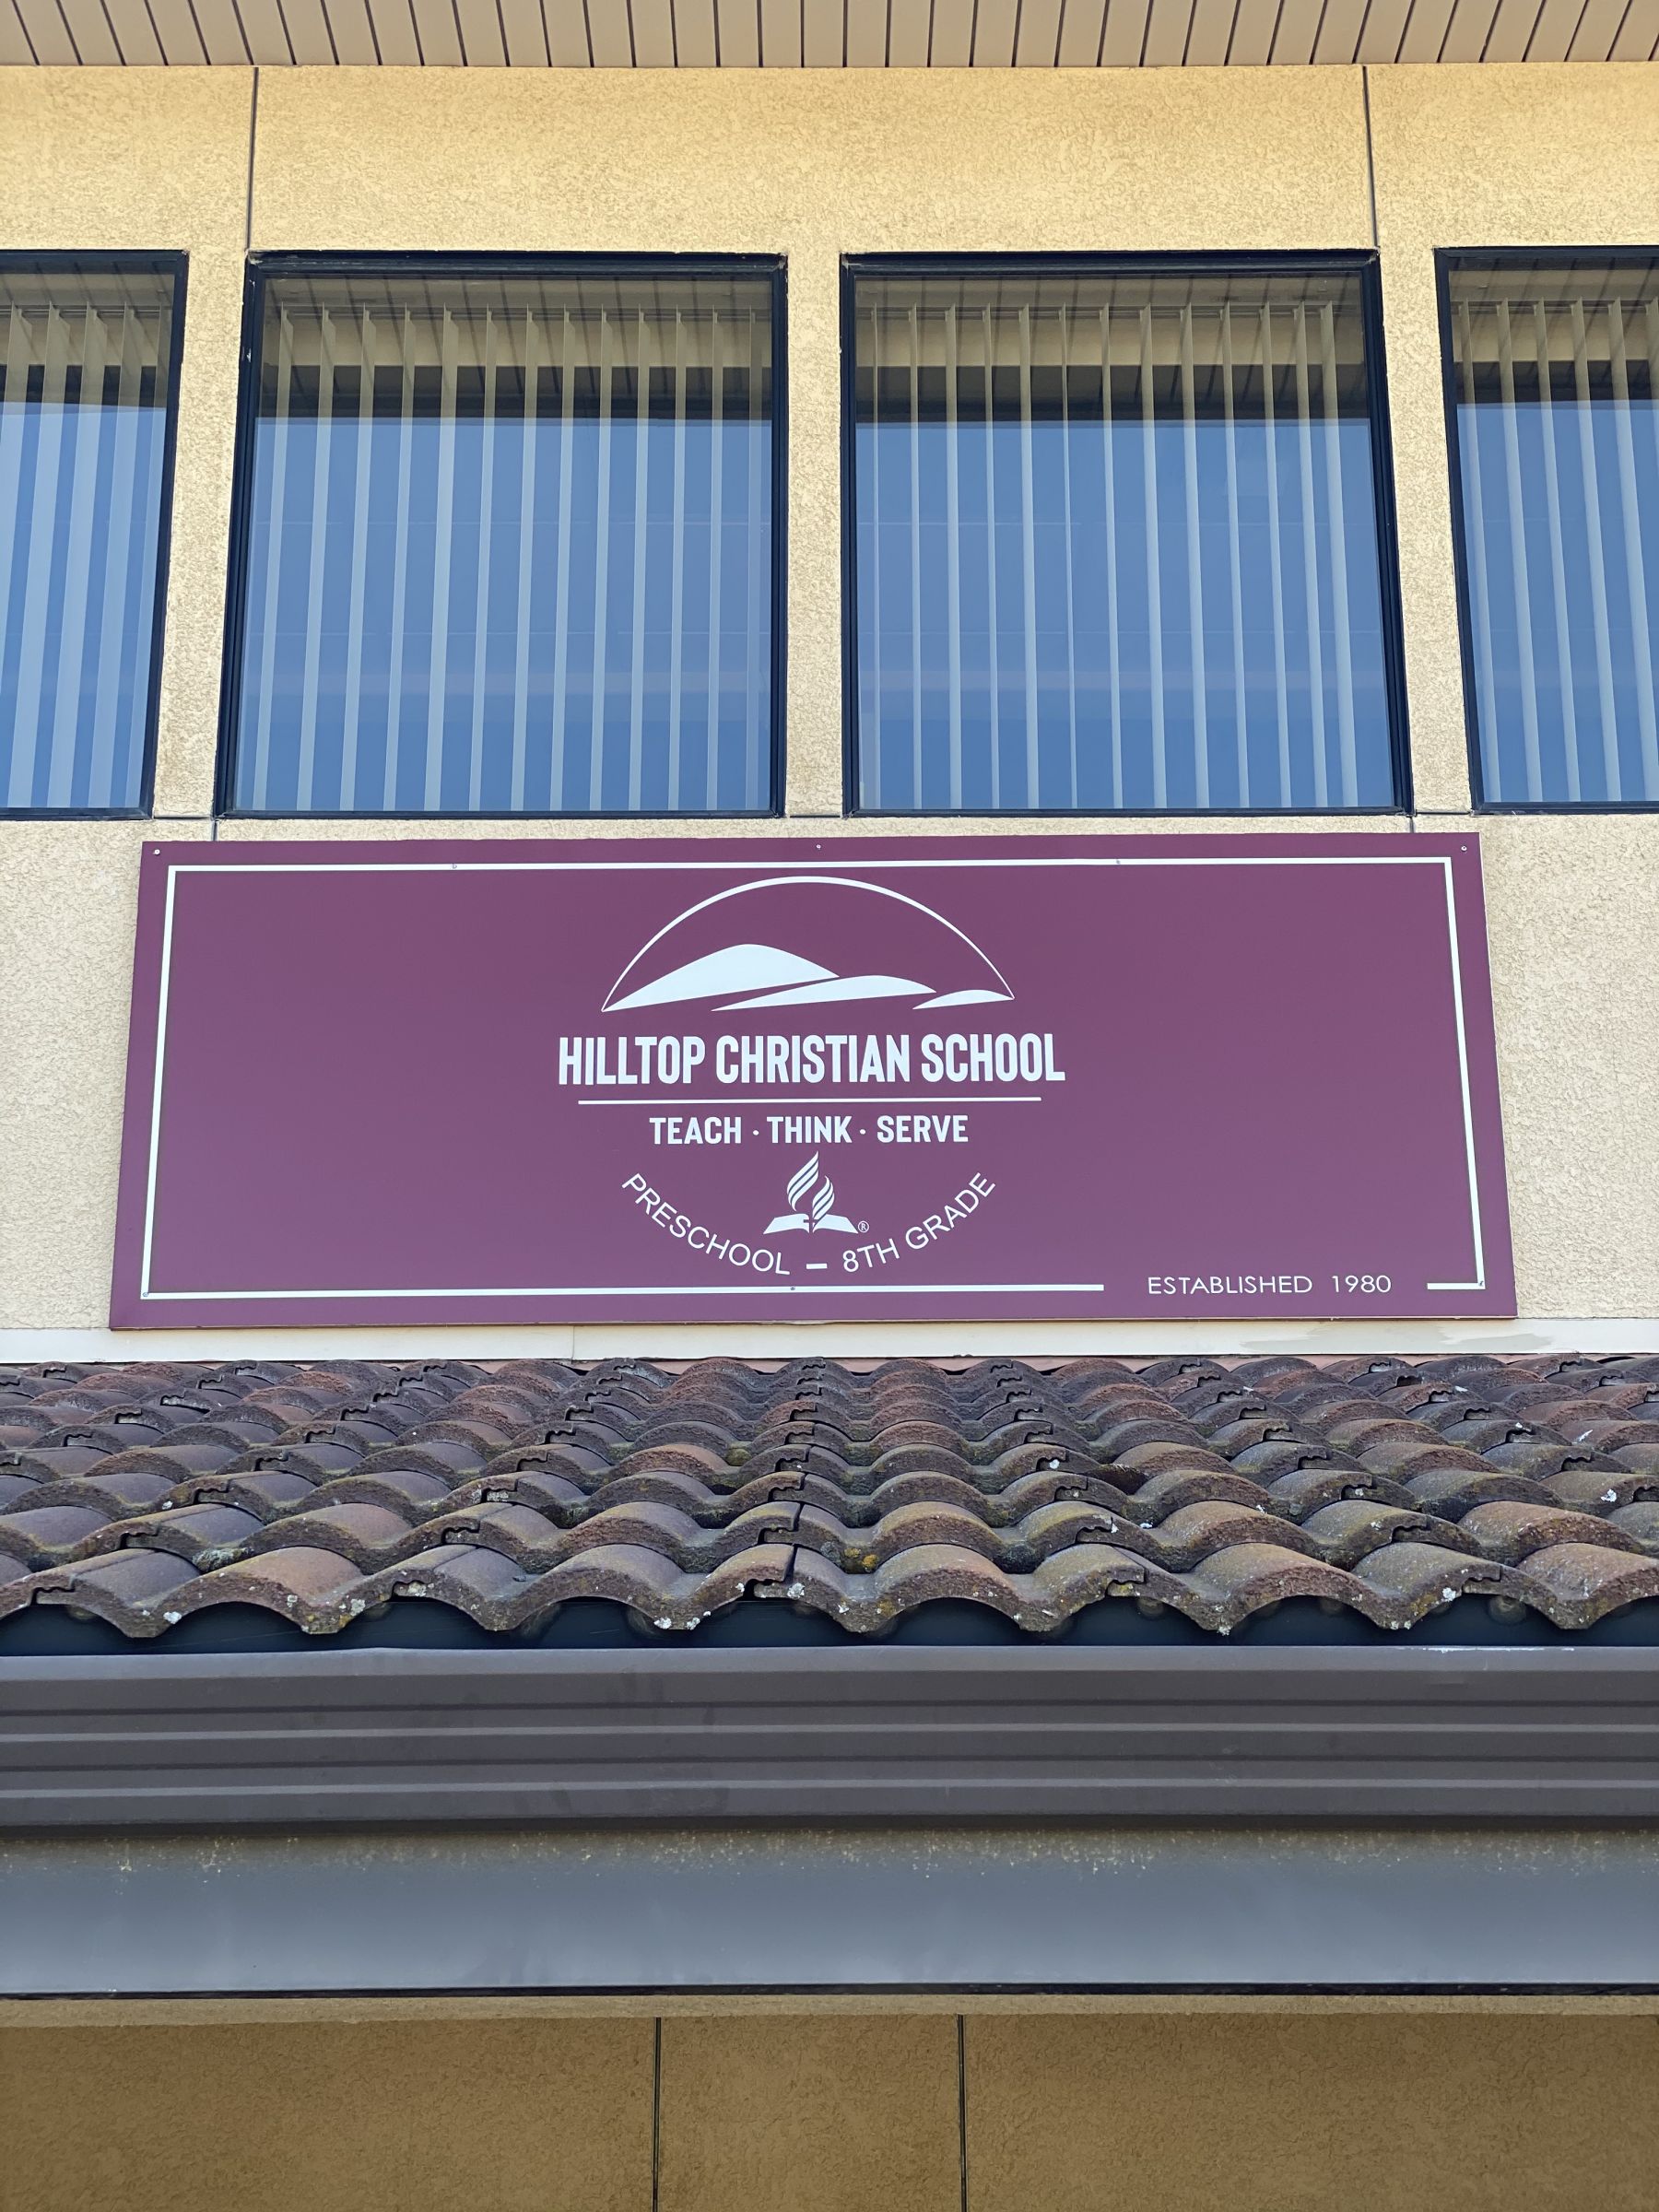 HILLTOP CHRISTIAN SCHOOL
TEACH · THINK · SERVE
®
PRESCHOOL – 8TH GRADE
ESTABLISHED 1980